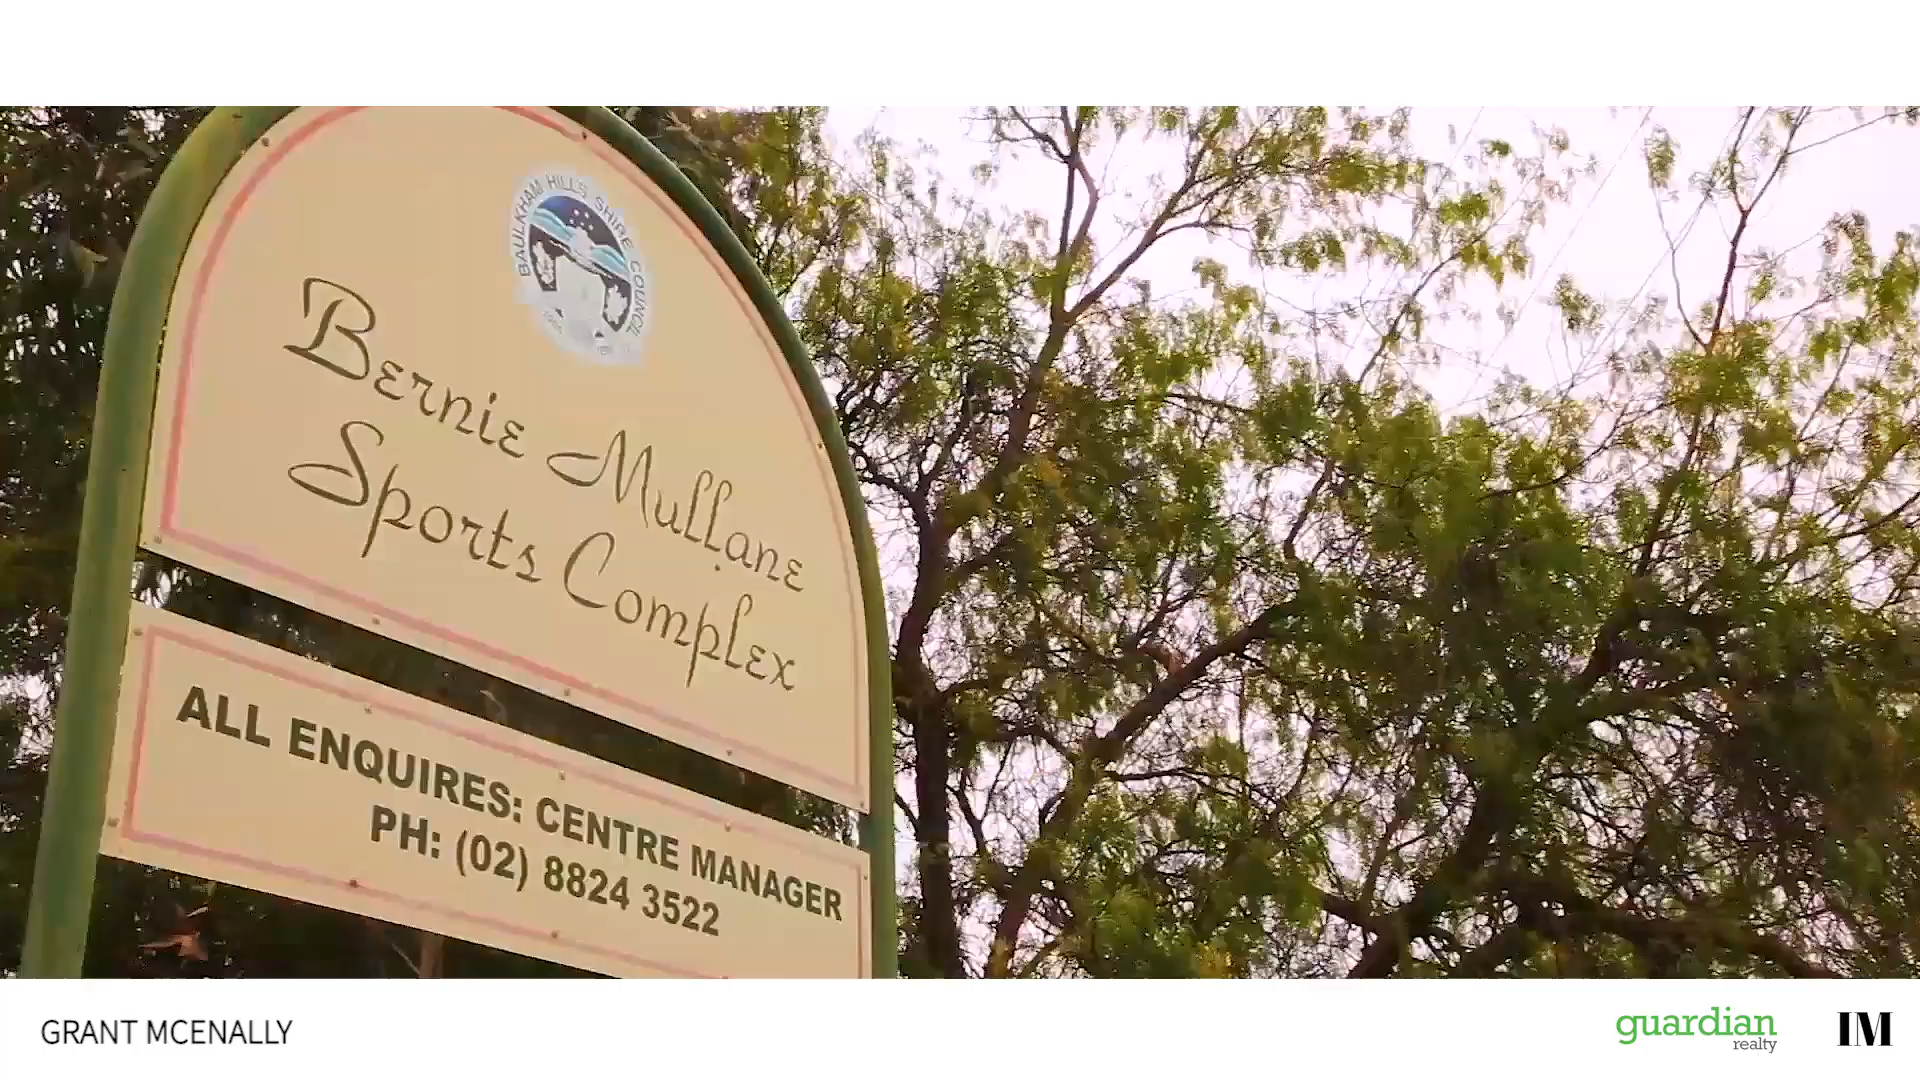 BAULKHAM HILLS SHIRE COUNCIL
Bernie Mullane
Sports Complex
ALL ENQUIRES: CENTRE MANAGER
PH: (02) 8824 3522
GRANT MCENALLY
guardian
realty
IM